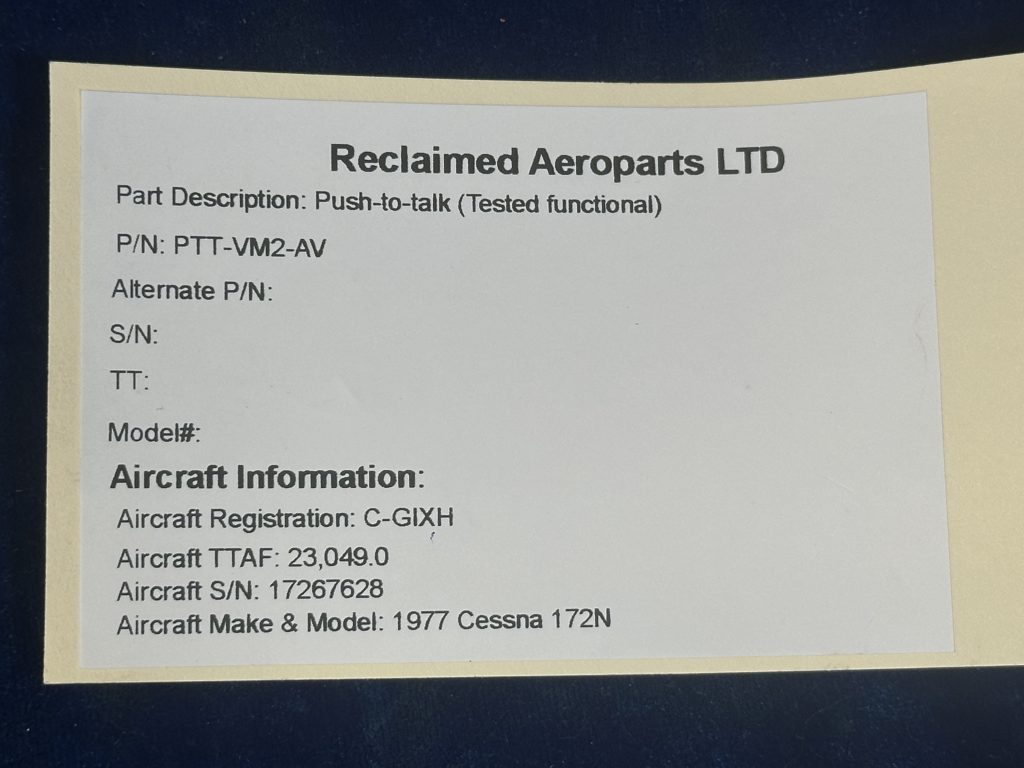 Reclaimed Aeroparts LTD
Part Description: Push-to-talk (Tested functional)
P/N: PTT-VM2-AV
Alternate P/N:
S/N:
TT:
Model#:
Aircraft Information:
Aircraft Registration: C-GIXH
Aircraft TTAF: 23,049.0
Aircraft S/N: 17267628
Aircraft Make & Model: 1977 Cessna 172N